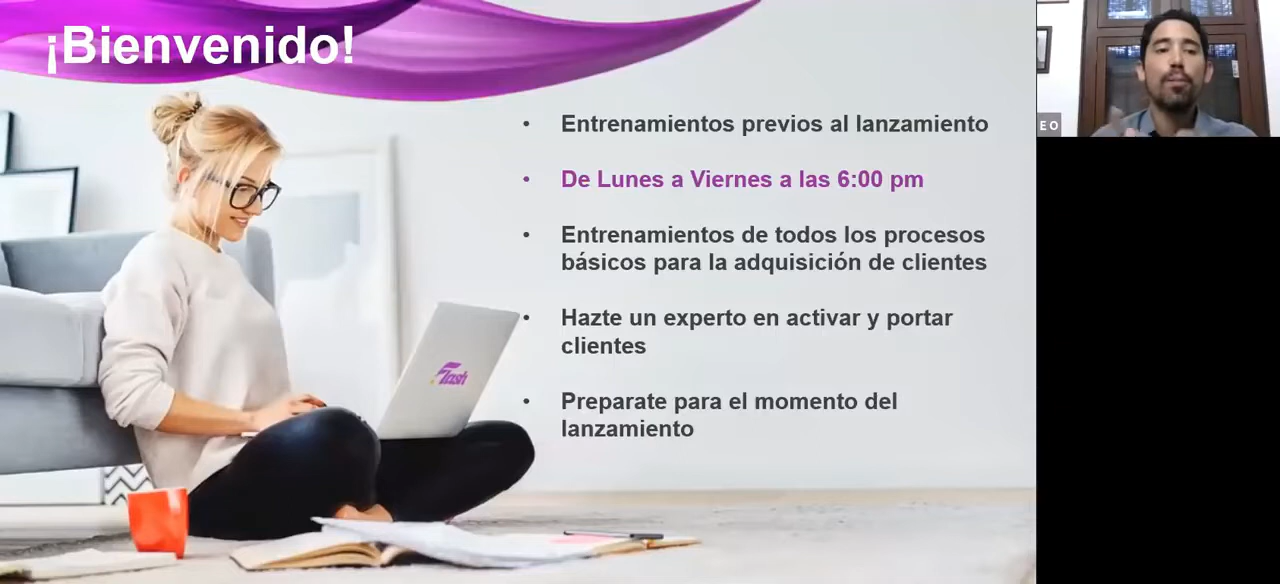 ¡Bienvenido!
Entrenamientos previos al lanzamiento
De Lunes a Viernes a las 6:00 pm
Entrenamientos de todos los procesos
básicos para la adquisición de clientes
Hazte un experto en activar y portar
clientes
Preparate para el momento del
lanzamiento
Flash
EO